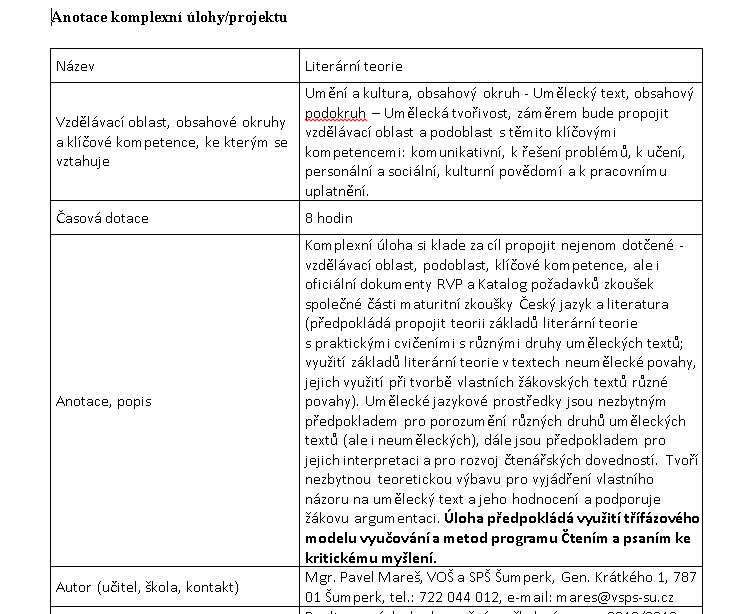 Anotace komplexní úlohy/projektu
Název
Literární teorie
Vzdělávací oblast, obsahové okruhy
a klíčové kompetence, ke kterým se
vztahuje
Umění a kultura, obsahový okruh - Umělecký text, obsahový
podokruh – Umělecká tvořivost, záměrem bude propojit
vzdělávací oblast a podoblast s těmito klíčovými
kompetencemi: komunikativní, k řešení problémů, k učení,
personální a sociální, kulturní povědomí a k pracovnímu
uplatnění.
Časová dotace
8 hodin
Anotace, popis
Komplexní úloha si klade za cíl propojit nejenom dotčené -
vzdělávací oblast, podoblast, klíčové kompetence, ale i
oficiální dokumenty RVP a Katalog požadavků zkoušek
společné části maturitní zkoušky Český jazyk a literatura
(předpokládá propojit teorii základů literární teorie
s praktickými cvičeními s různými druhy uměleckých textů;
využití základů literární teorie v textech neumělecké povahy,
jejich využití při tvorbě vlastních žákovských textů různé
povahy). Umělecké jazykové prostředky jsou nezbytným
předpokladem pro porozumění různých druhů uměleckých
textů (ale i neuměleckých), dále jsou předpokladem pro
jejich interpretaci a pro rozvoj čtenářských dovedností. Tvoří
nezbytnou teoretickou výbavu pro vyjádření vlastního
názoru na umělecký text a jeho hodnocení a podporuje
žákovu argumentaci. Úloha předpokládá využití třífázového
modelu vyučování a metod programu Čtením a psaním ke
kritickému myšlení.
Autor (učitel, škola, kontakt)
Mgr. Pavel Mareš, VOŠ a SPŠ Šumperk, Gen. Krátkého 1, 787
01 Šumperk, tel.: 722 044 012, e-mail: mares@vsps-su.cz